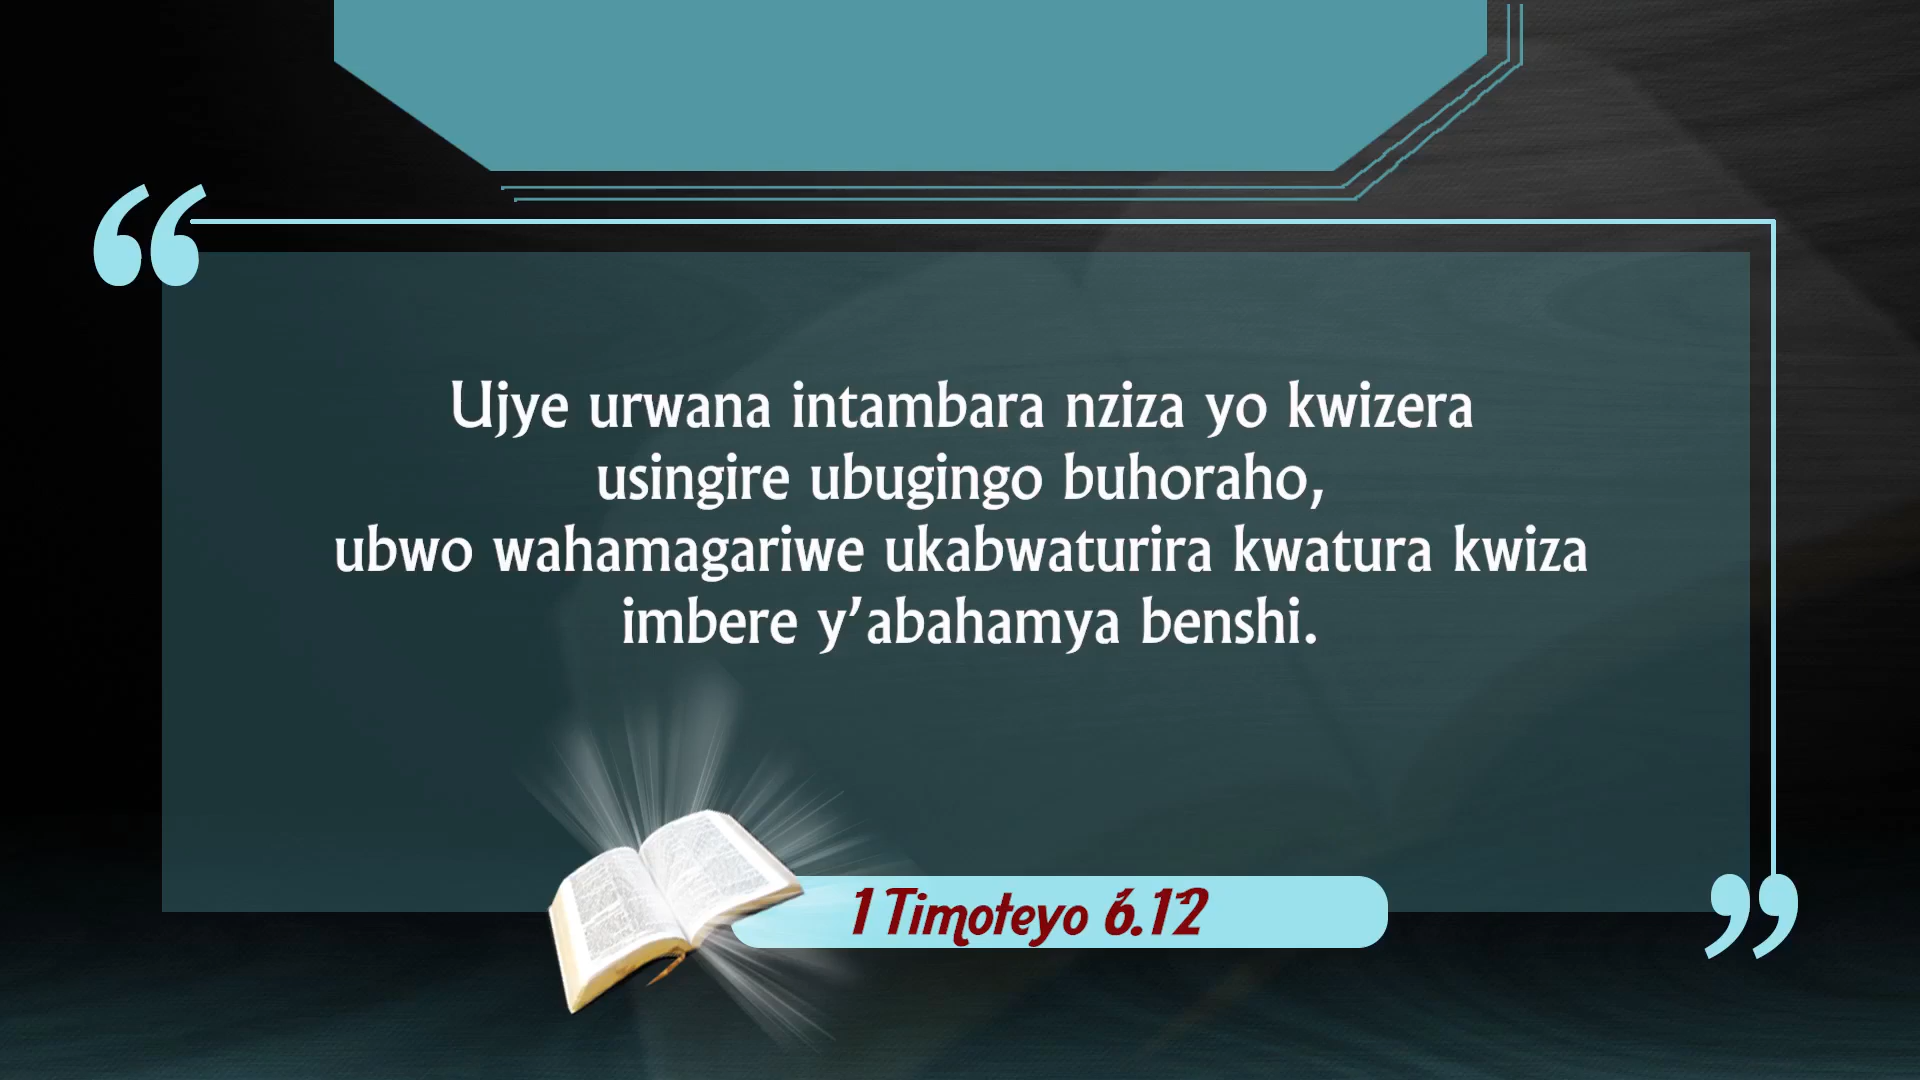 Ujye urwana intambara nziza yo kwizera
usingire ubugingo buhoraho,
ubwo wahamagariwe ukabwaturira kwatura kwiza
imbere y’abahamya benshi.
1 Timoteyo 6.12